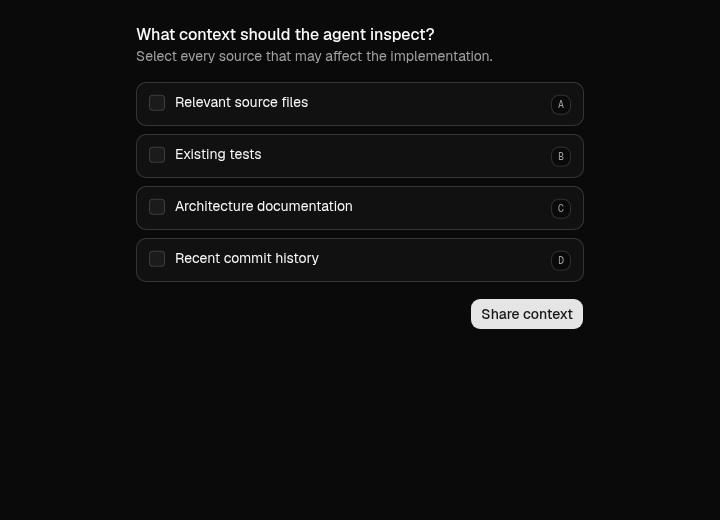 What context should the agent inspect?
Select every source that may affect the implementation.
Relevant source files A
Existing tests B
Architecture documentation C
Recent commit history D
Share context